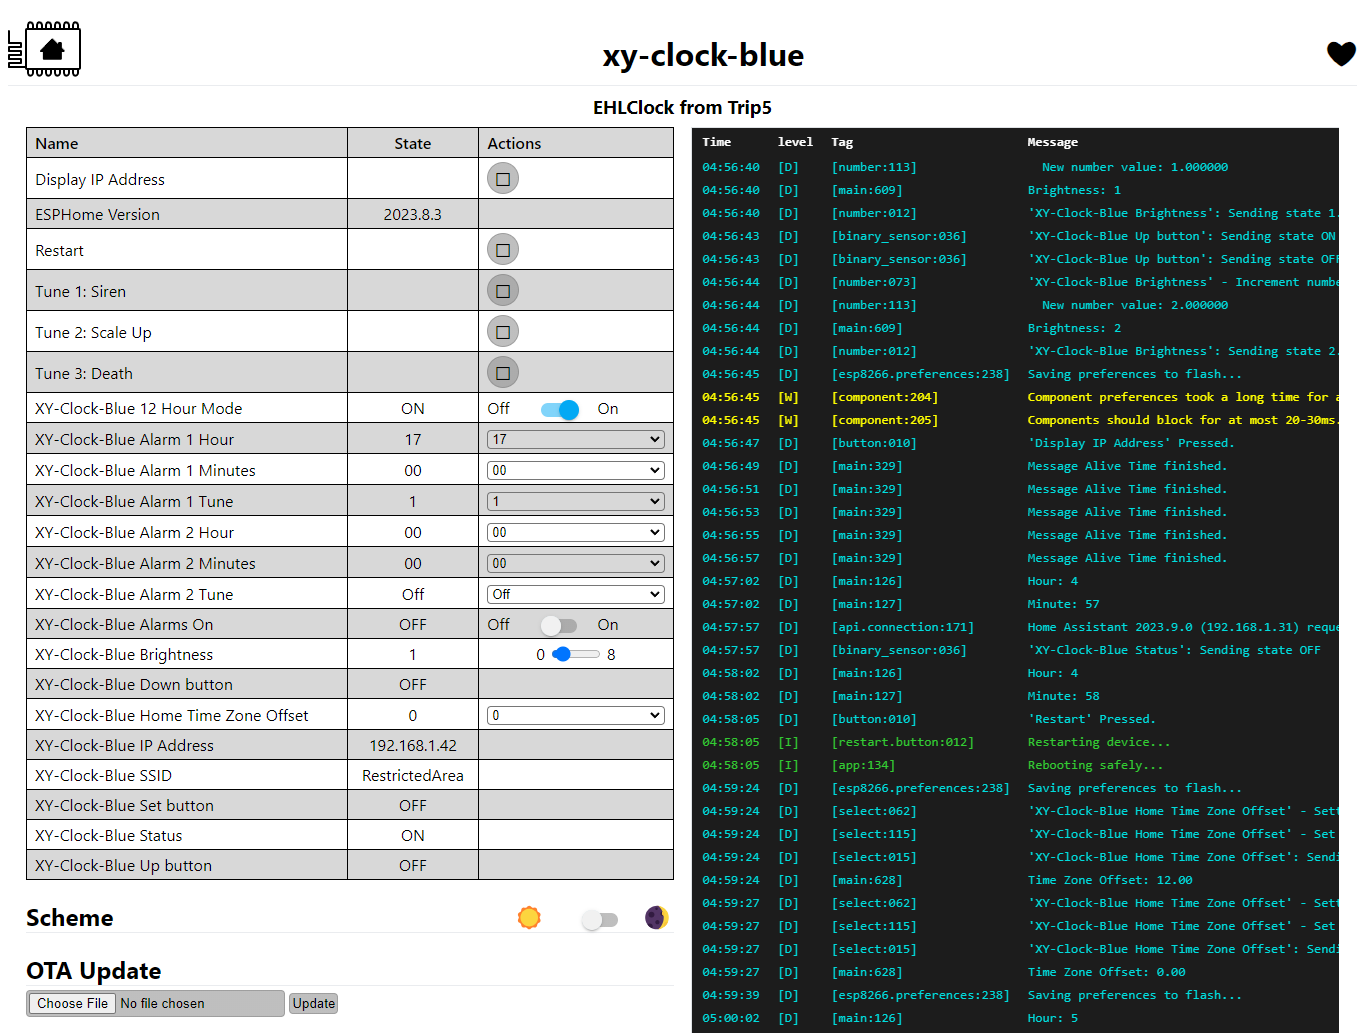 xy-clock-blue
EHLClock from Trip5
Name State Actions
Display IP Address
ESPHome Version 2023.8.3
Restart
Tune 1: Siren
Tune 2: Scale Up
Tune 3: Death
XY-Clock-Blue 12 Hour Mode ON Off On
XY-Clock-Blue Alarm 1 Hour 17 17
XY-Clock-Blue Alarm 1 Minutes 00 00
XY-Clock-Blue Alarm 1 Tune 1 1
XY-Clock-Blue Alarm 2 Hour 00 00
XY-Clock-Blue Alarm 2 Minutes 00 00
XY-Clock-Blue Alarm 2 Tune Off Off
XY-Clock-Blue Alarms On OFF Off On
XY-Clock-Blue Brightness 1 0 8
XY-Clock-Blue Down button OFF
XY-Clock-Blue Home Time Zone Offset 0 0
XY-Clock-Blue IP Address 192.168.1.42
XY-Clock-Blue SSID RestrictedArea
XY-Clock-Blue Set button OFF
XY-Clock-Blue Status ON
XY-Clock-Blue Up button OFF
Scheme
OTA Update
Choose File No file chosen Update
Time level Tag Message
04:56:40 [D] [number:113] New number value: 1.000000
04:56:40 [D] [main:609] Brightness: 1
04:56:40 [D] [number:012] 'XY-Clock-Blue Brightness': Sending state 1.
04:56:43 [D] [binary_sensor:036] 'XY-Clock-Blue Up button': Sending state ON
04:56:43 [D] [binary_sensor:036] 'XY-Clock-Blue Up button': Sending state OFF
04:56:44 [D] [number:073] 'XY-Clock-Blue Brightness' - Increment numbe
04:56:44 [D] [number:113] New number value: 2.000000
04:56:44 [D] [main:609] Brightness: 2
04:56:44 [D] [number:012] 'XY-Clock-Blue Brightness': Sending state 2.
04:56:45 [D] [esp8266.preferences:238] Saving preferences to flash...
04:56:45 [W] [component:204] Component preferences took a long time for a
04:56:45 [W] [component:205] Components should block for at most 20-30ms.
04:56:47 [D] [button:010] 'Display IP Address' Pressed.
04:56:49 [D] [main:329] Message Alive Time finished.
04:56:51 [D] [main:329] Message Alive Time finished.
04:56:53 [D] [main:329] Message Alive Time finished.
04:56:55 [D] [main:329] Message Alive Time finished.
04:56:57 [D] [main:329] Message Alive Time finished.
04:57:02 [D] [main:126] Hour: 4
04:57:02 [D] [main:127] Minute: 57
04:57:57 [D] [api.connection:171] Home Assistant 2023.9.0 (192.168.1.31) reque
04:57:57 [D] [binary_sensor:036] 'XY-Clock-Blue Status': Sending state OFF
04:58:02 [D] [main:126] Hour: 4
04:58:02 [D] [main:127] Minute: 58
04:58:05 [D] [button:010] 'Restart' Pressed.
04:58:05 [I] [restart.button:012] Restarting device...
04:58:05 [I] [app:134] Rebooting safely...
04:59:24 [D] [esp8266.preferences:238] Saving preferences to flash...
04:59:24 [D] [select:062] 'XY-Clock-Blue Home Time Zone Offset' - Sett
04:59:24 [D] [select:115] 'XY-Clock-Blue Home Time Zone Offset' - Set
04:59:24 [D] [select:015] 'XY-Clock-Blue Home Time Zone Offset': Sendi
04:59:24 [D] [main:628] Time Zone Offset: 12.00
04:59:27 [D] [select:062] 'XY-Clock-Blue Home Time Zone Offset' - Sett
04:59:27 [D] [select:115] 'XY-Clock-Blue Home Time Zone Offset' - Set
04:59:27 [D] [select:015] 'XY-Clock-Blue Home Time Zone Offset': Sendi
04:59:27 [D] [main:628] Time Zone Offset: 0.00
04:59:39 [D] [esp8266.preferences:238] Saving preferences to flash...
05:00:02 [D] [main:126] Hour: 5